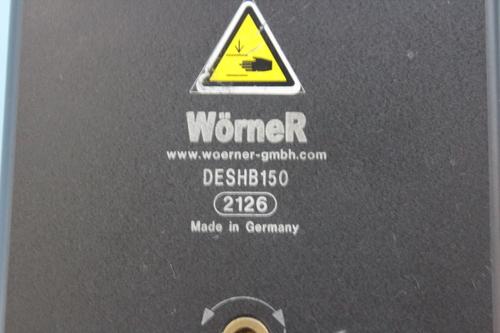 WörneR
www.woerner-gmbh.com
DESHB150
2126
Made in Germany